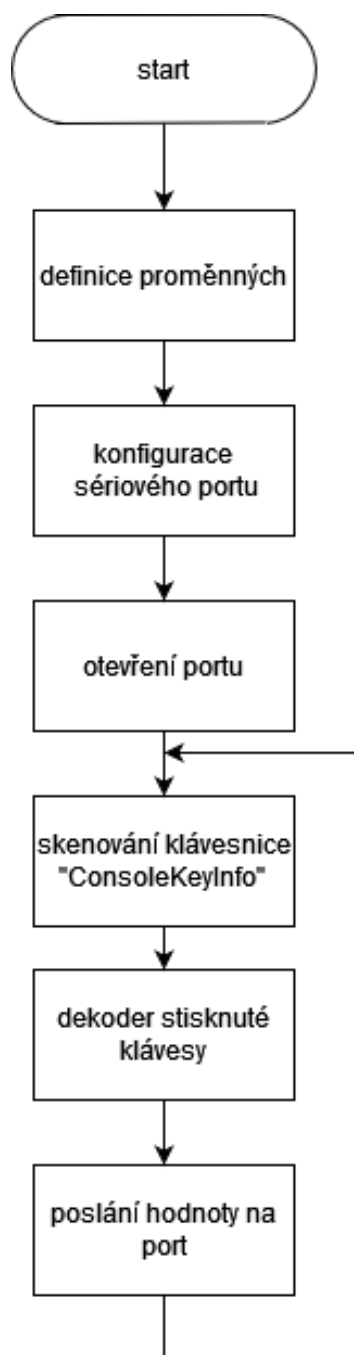 start
definice proměnných
konfigurace
sériového portu
otevření portu
skenování klávesnice
"ConsoleKeyInfo"
dekoder stisknuté
klávesy
poslání hodnoty na
port